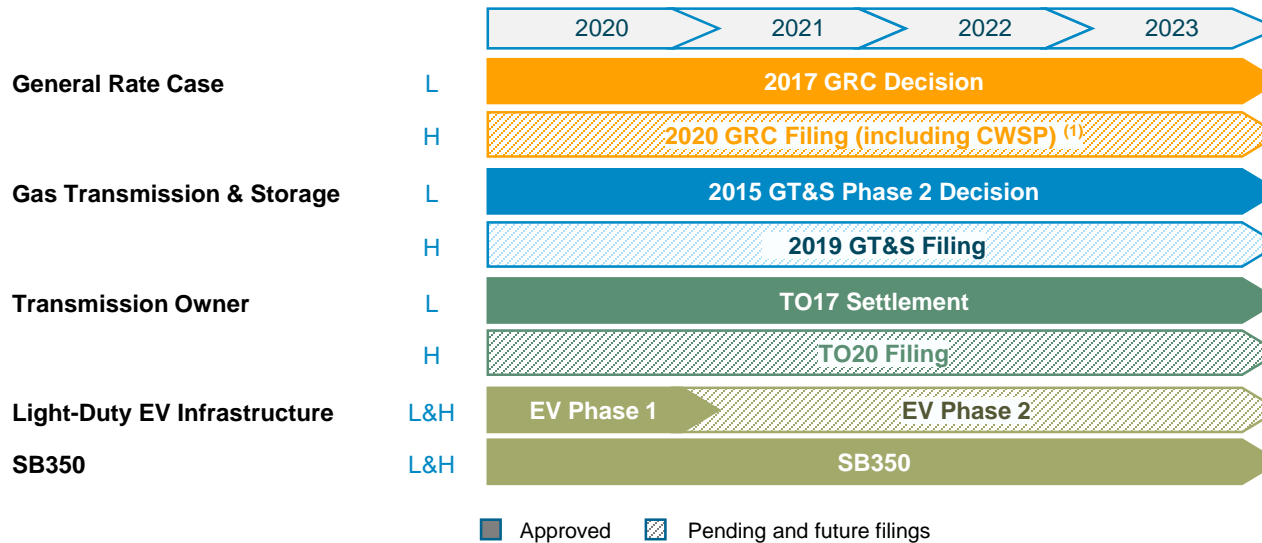 2020 2021 2022 2023
General Rate Case L 2017 GRC Decision
H 2020 GRC Filing (including CWSP) (1)
Gas Transmission & Storage L 2015 GT&S Phase 2 Decision
H 2019 GT&S Filing
Transmission Owner L TO17 Settlement
H TO20 Filing
Light-Duty EV Infrastructure L&H EV Phase 1 EV Phase 2
SB350 L&H SB350
Approved Pending and future filings